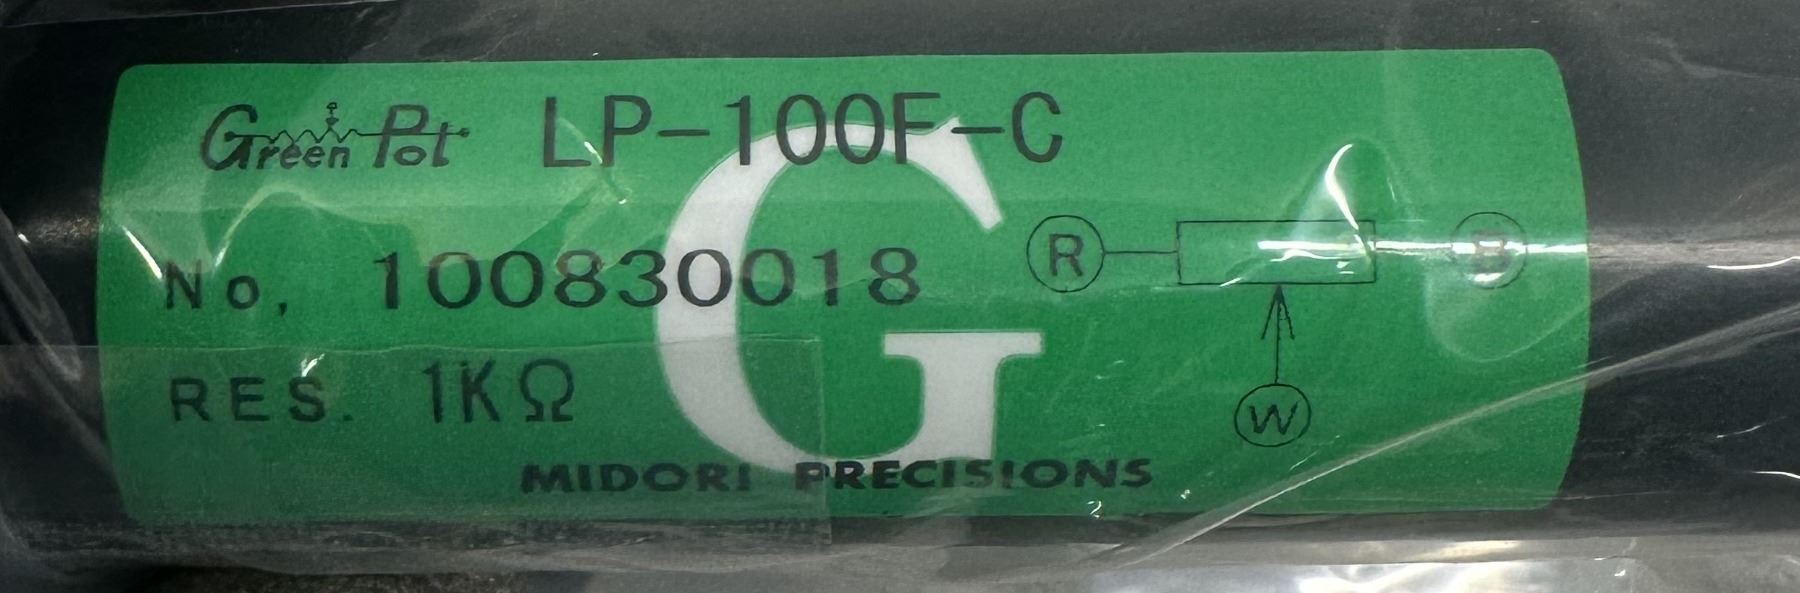 Green Pot LP-100F-C
No. 100830018
R B
RES. 1KΩ
W
G
MIDORI PRECISIONS